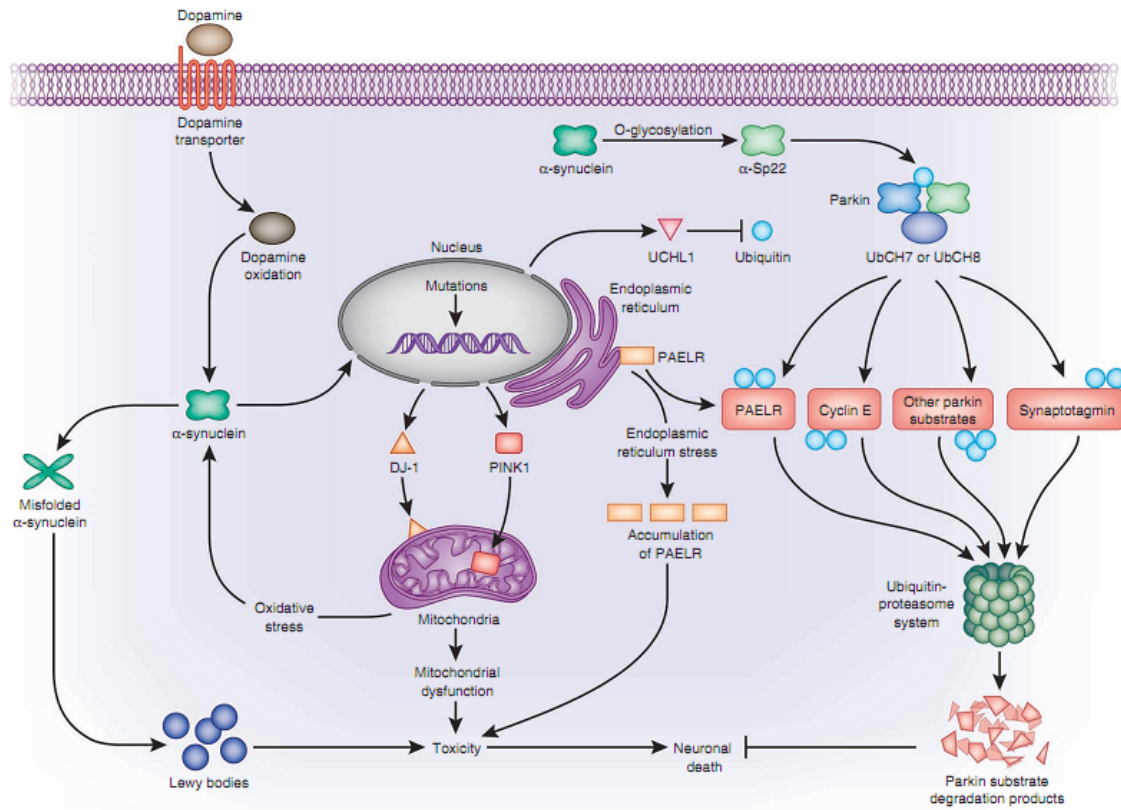 Dopamine
Dopamine
transporter
O-glycosylation
α-synuclein
α-Sp22
Parkin
UbCH7 or UbCH8
Dopamine
oxidation
Nucleus
Mutations
UCHL1
Ubiquitin
Endoplasmic
reticulum
PAELR
PAELR
Cyclin E
Other parkin
substrates
Synaptotagmin
α-synuclein
DJ-1
PINK1
Endoplasmic
reticulum stress
Misfolded
α-synuclein
Accumulation
of PAELR
Oxidative
stress
Mitochondria
Ubiquitin-
proteasome
system
Mitochondrial
dysfunction
Lewy bodies
Toxicity
Neuronal
death
Parkin substrate
degradation products